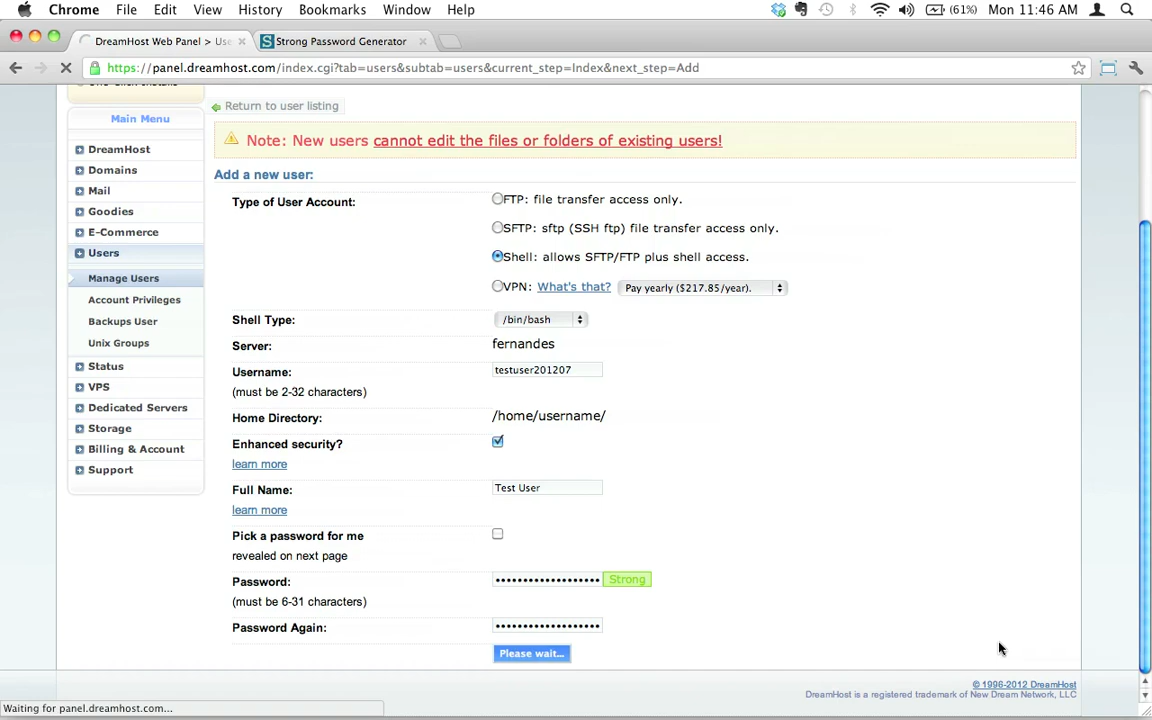 Chrome File Edit View History Bookmarks Window Help (61%) Mon 11:46 AM
DreamHost Web Panel > Use Strong Password Generator
https://panel.dreamhost.com/index.cgi?tab=users&subtab=users&current_step=Index&next_step=Add
Return to user listing
Main Menu
Note: New users cannot edit the files or folders of existing users!
DreamHost
Domains
Mail
Goodies
E-Commerce
Users
Manage Users
Account Privileges
Backups User
Unix Groups
Status
VPS
Dedicated Servers
Storage
Billing & Account
Support
Add a new user:
Type of User Account:
FTP: file transfer access only.
SFTP: sftp (SSH ftp) file transfer access only.
Shell: allows SFTP/FTP plus shell access.
VPN: What's that? Pay yearly ($217.85/year).
Shell Type: /bin/bash
Server: fernandes
Username: testuser201207
(must be 2-32 characters)
Home Directory: /home/username/
Enhanced security?
learn more
Full Name: Test User
learn more
Pick a password for me
revealed on next page
Password: ••••••••••••••••••• Strong
(must be 6-31 characters)
Password Again: •••••••••••••••••••
Please wait...
© 1996-2012 DreamHost
DreamHost is a registered trademark of New Dream Network, LLC
Waiting for panel.dreamhost.com...